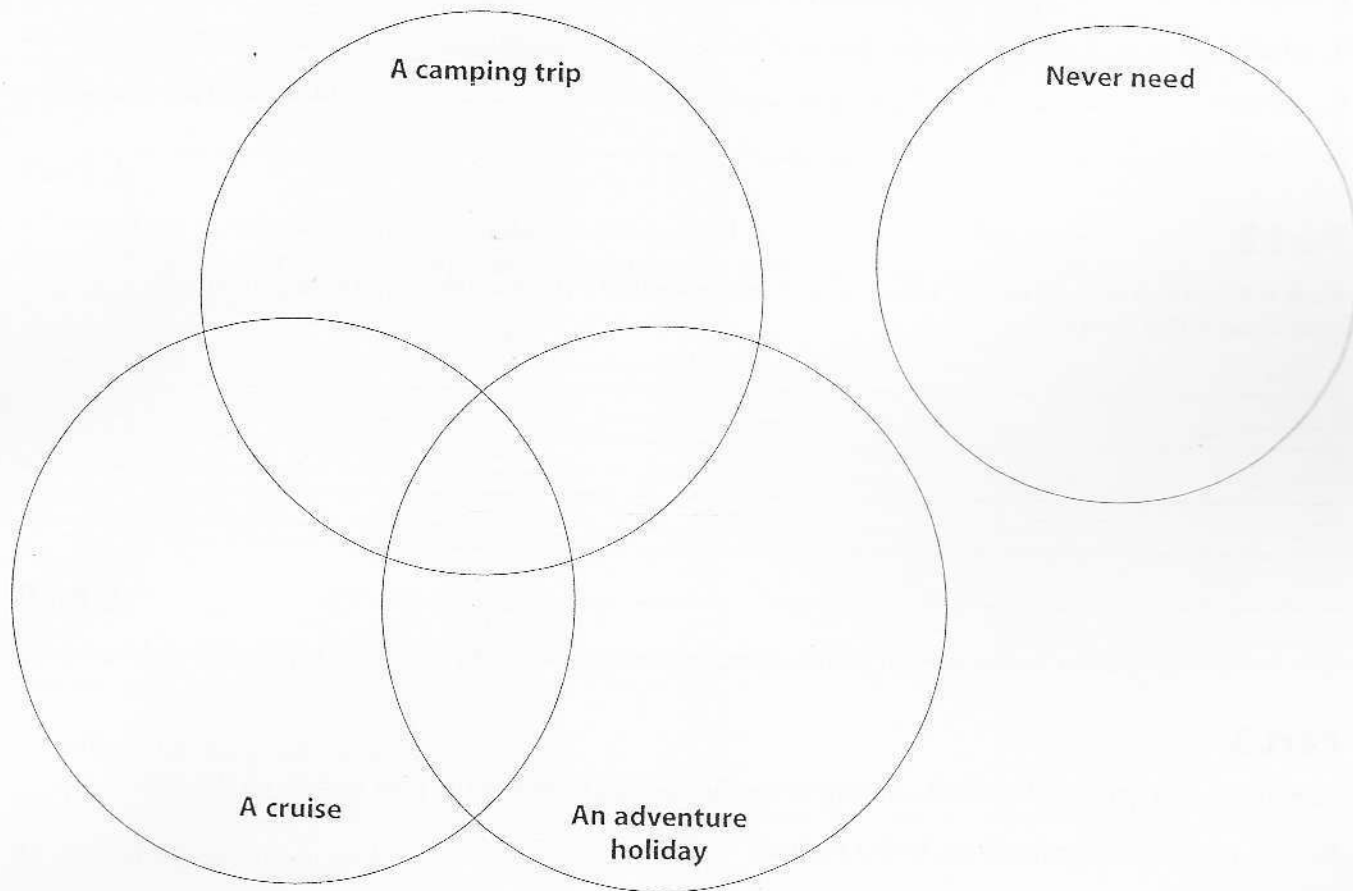 A camping trip
Never need
A cruise
An adventure
holiday